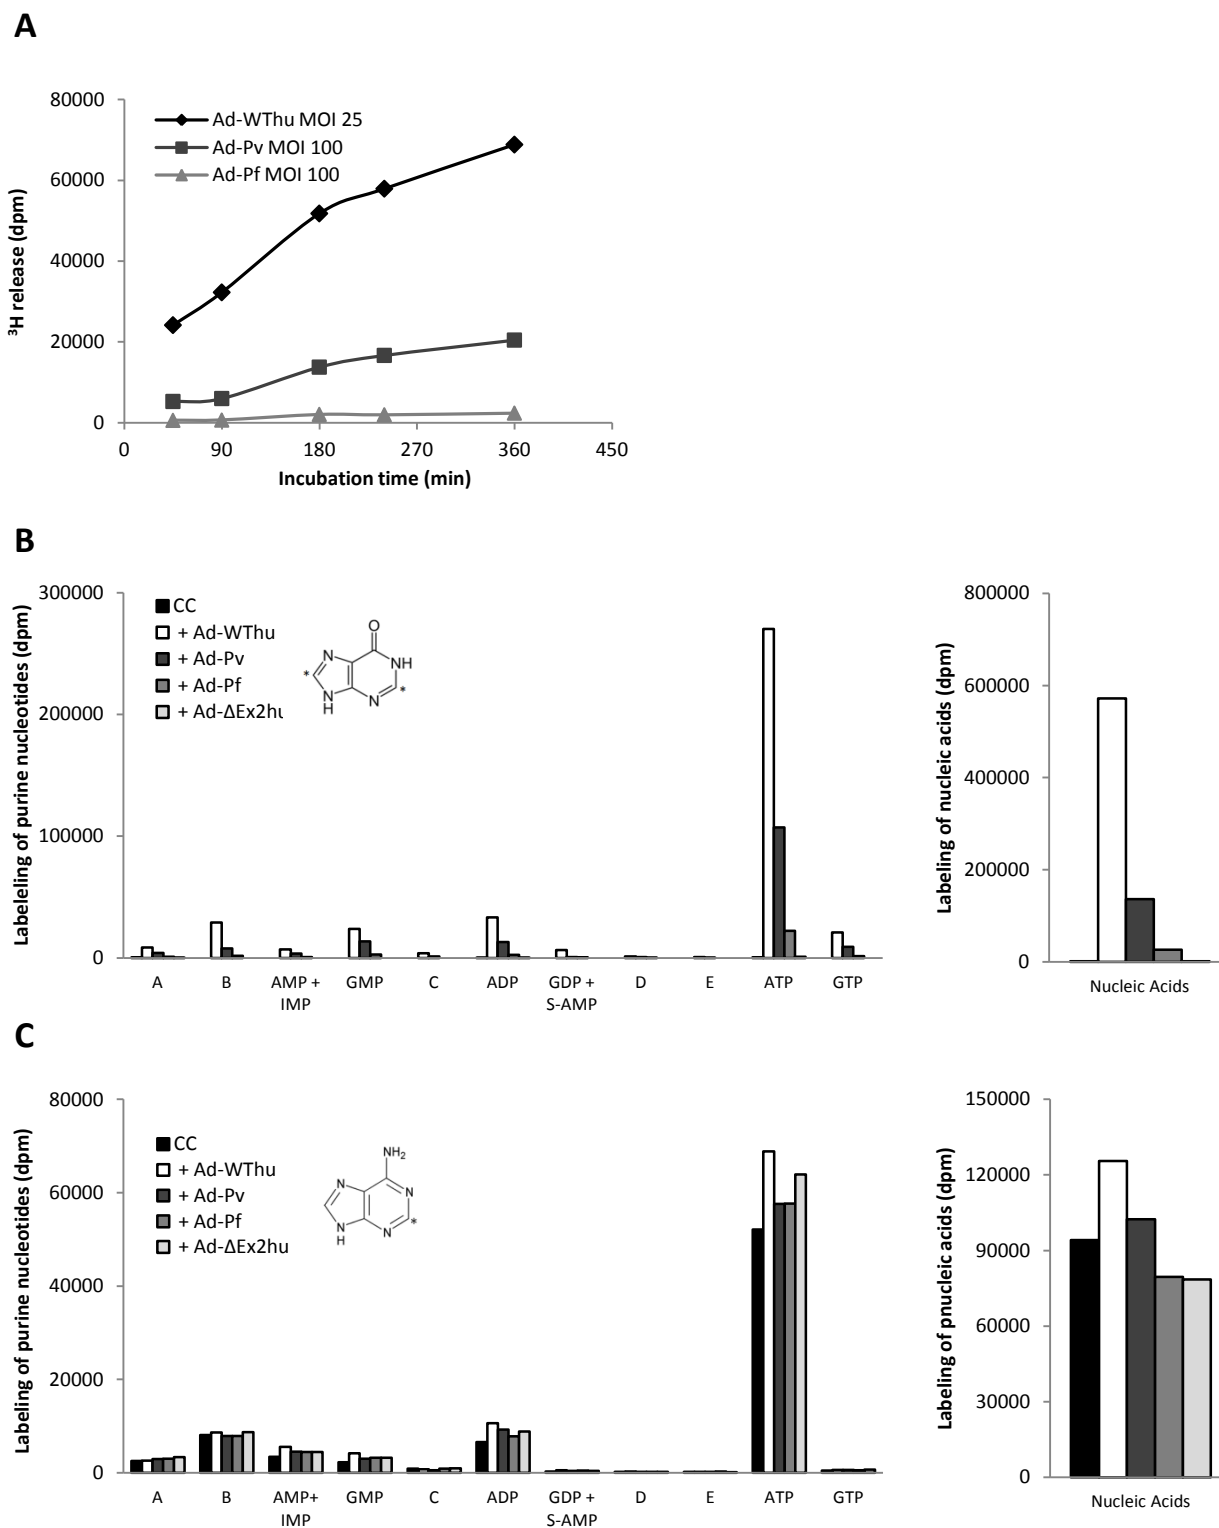 A
80000
60000
40000
20000
0
³H release (dpm)
Ad-WThu MOI 25
Ad-Pv MOI 100
Ad-Pf MOI 100
0 90 180 270 360 450
Incubation time (min)
B
300000
200000
100000
0
Labeleling of purine nucleotides (dpm)
CC
+ Ad-WThu
+ Ad-Pv
+ Ad-Pf
+ Ad-ΔEx2hu
O
N
NH
N
H
N
*
*
A B AMP + IMP GMP C ADP GDP + S-AMP D E ATP GTP
800000
600000
400000
200000
0
Labeling of nucleic acids (dpm)
Nucleic Acids
C
80000
60000
40000
20000
0
Labeling of purine nucleotides (dpm)
CC
+ Ad-WThu
+ Ad-Pv
+ Ad-Pf
+ Ad-ΔEx2hu
NH₂
N
N
N
H
N
*
A B AMP+ IMP GMP C ADP GDP + S-AMP D E ATP GTP
150000
120000
90000
60000
30000
0
Labeling of pnucleic acids (dpm)
Nucleic Acids